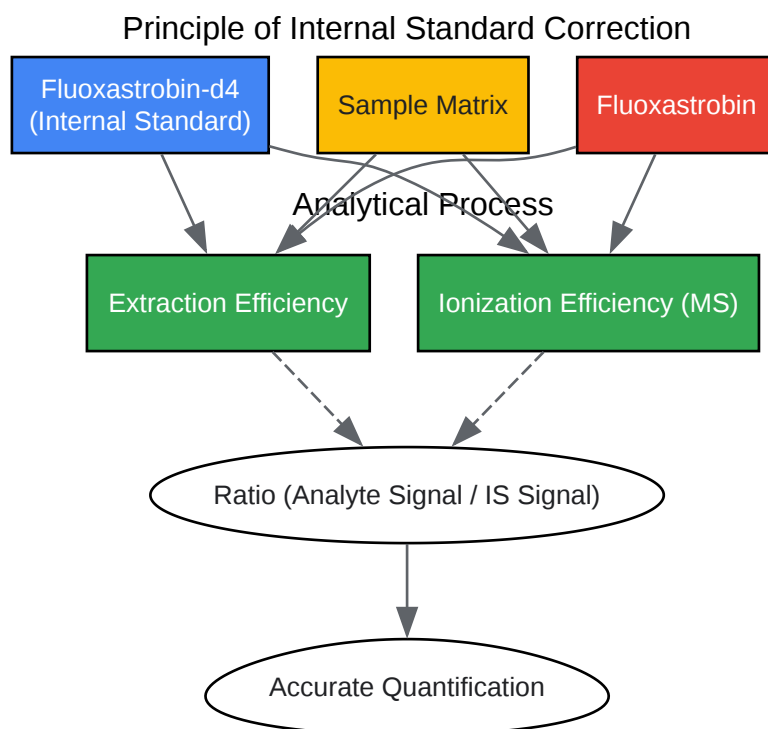 Principle of Internal Standard Correction
Fluoxastrobin-d4
(Internal Standard)
Sample Matrix
Fluoxastrobin
Analytical Process
Extraction Efficiency
Ionization Efficiency (MS)
Ratio (Analyte Signal / IS Signal)
Accurate Quantification